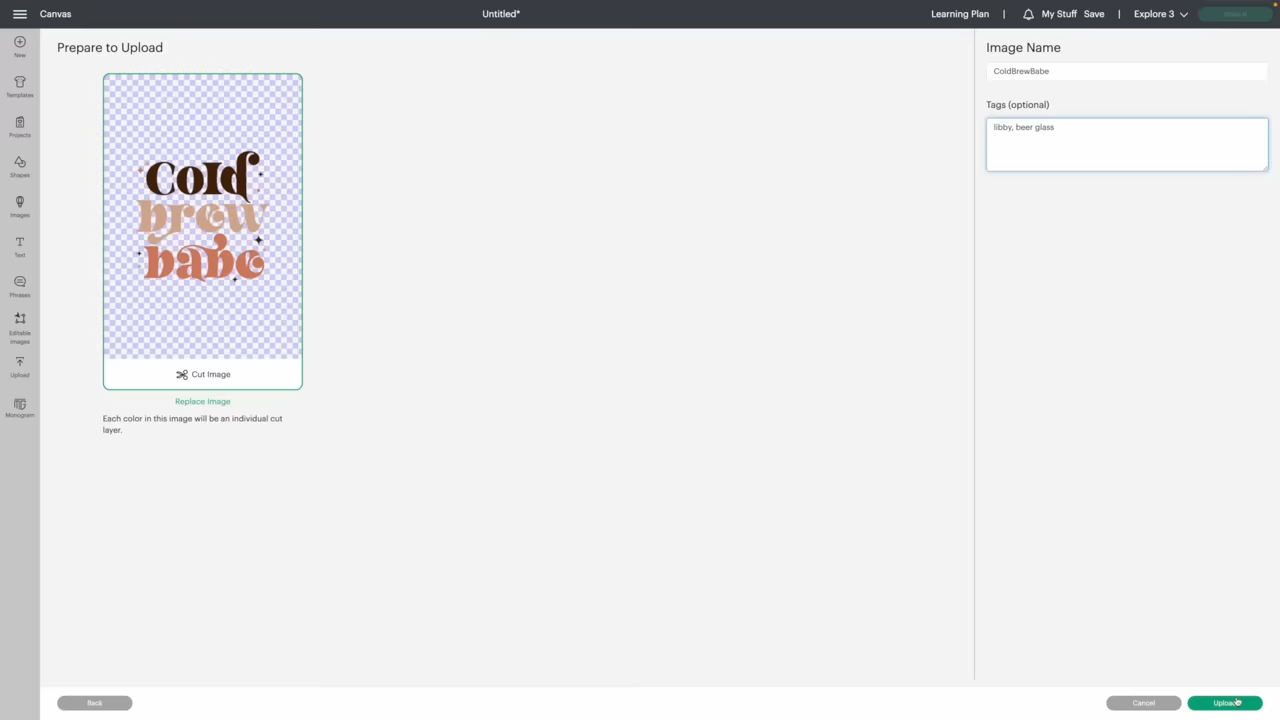 Canvas
Untitled*
Learning Plan
My Stuff
Save
Explore 3
New
Templates
Projects
Shapes
Images
Text
Phrases
Editable
Images
Upload
Monogram
Prepare to Upload
Cold
brew
babe
Cut Image
Replace Image
Each color in this image will be an individual cut
layer.
Image Name
ColdBrewBabe
Tags (optional)
libby, beer glass
Back
Cancel
Upload